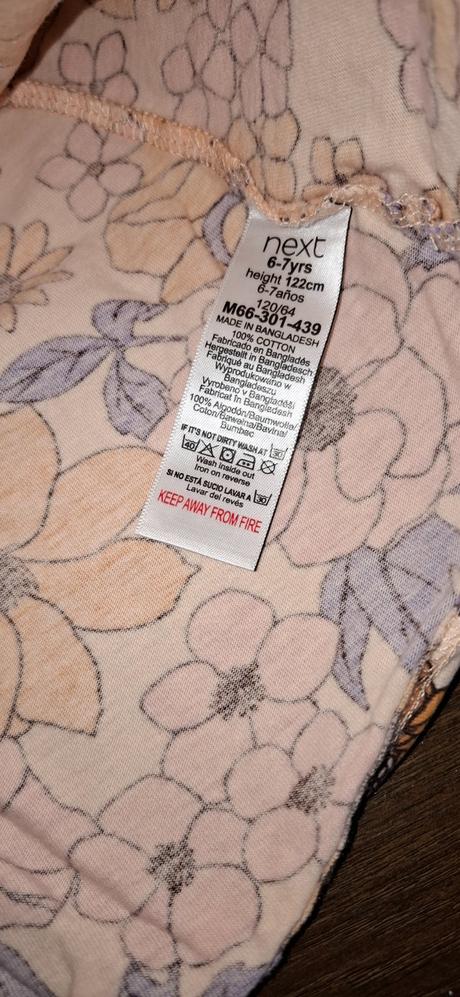 next
6-7yrs
height 122cm
6-7años
120/64
M66-301-439
MADE IN BANGLADESH
100% COTTON
Fabricado en Bangladés
Hergestellt in Bangladesh
Fabriqué au Bangladesh
Wyprodukowano w
Bangladeszu
Vyrobeno v Bangladéši
Fabricat în Bangladesh
100% Algodón/Baumwolle/
Coton/Bawełna/Bavlna/
Bumbac
IF IT'S NOT DIRTY WASH AT 30
40
Wash inside out
Iron on reverse
SI NO ESTÁ SUCIO LAVAR A 30
Lavar del revés
KEEP AWAY FROM FIRE